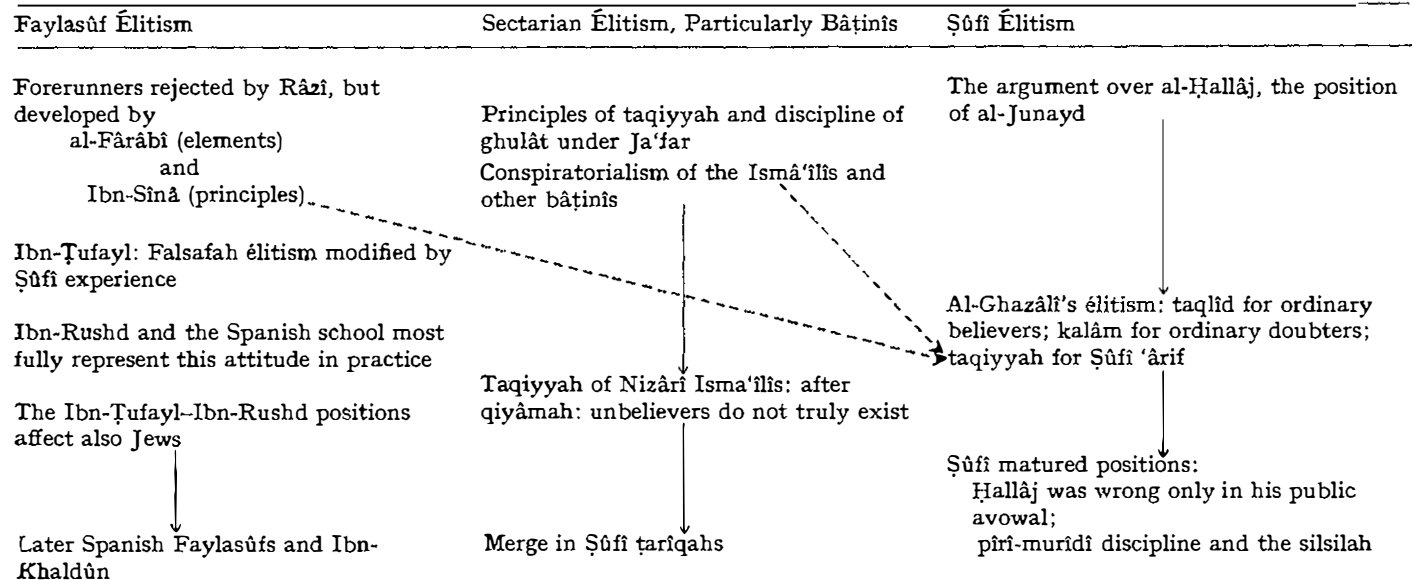 Faylasûf Élitism
Forerunners rejected by Râzî, but
developed by
al-Fârâbî (elements)
and
Ibn-Sînâ (principles)
Ibn-Ṭufayl: Falsafah élitism modified by
Ṣûfî experience
Ibn-Rushd and the Spanish school most
fully represent this attitude in practice
The Ibn-Ṭufayl–Ibn-Rushd positions
affect also Jews
Later Spanish Faylasûfs and Ibn-
Khaldûn
Sectarian Élitism, Particularly Bâṭinîs
Principles of taqiyyah and discipline of
ghulât under Ja‘far
Conspiratorialism of the Ismâ‘îlîs and
other bâṭinîs
Taqiyyah of Nizârî Isma‘îlîs: after
qiyâmah: unbelievers do not truly exist
Merge in Ṣûfî ṭarîqahs
Ṣûfî Élitism
The argument over al-Ḥallâj, the position
of al-Junayd
Al-Ghazâlî's élitism: taqlîd for ordinary
believers; kalâm for ordinary doubters;
taqiyyah for Ṣûfî ‘ârif
Ṣûfî matured positions:
Ḥallâj was wrong only in his public
avowal;
pîrî-murîdî discipline and the silsilah